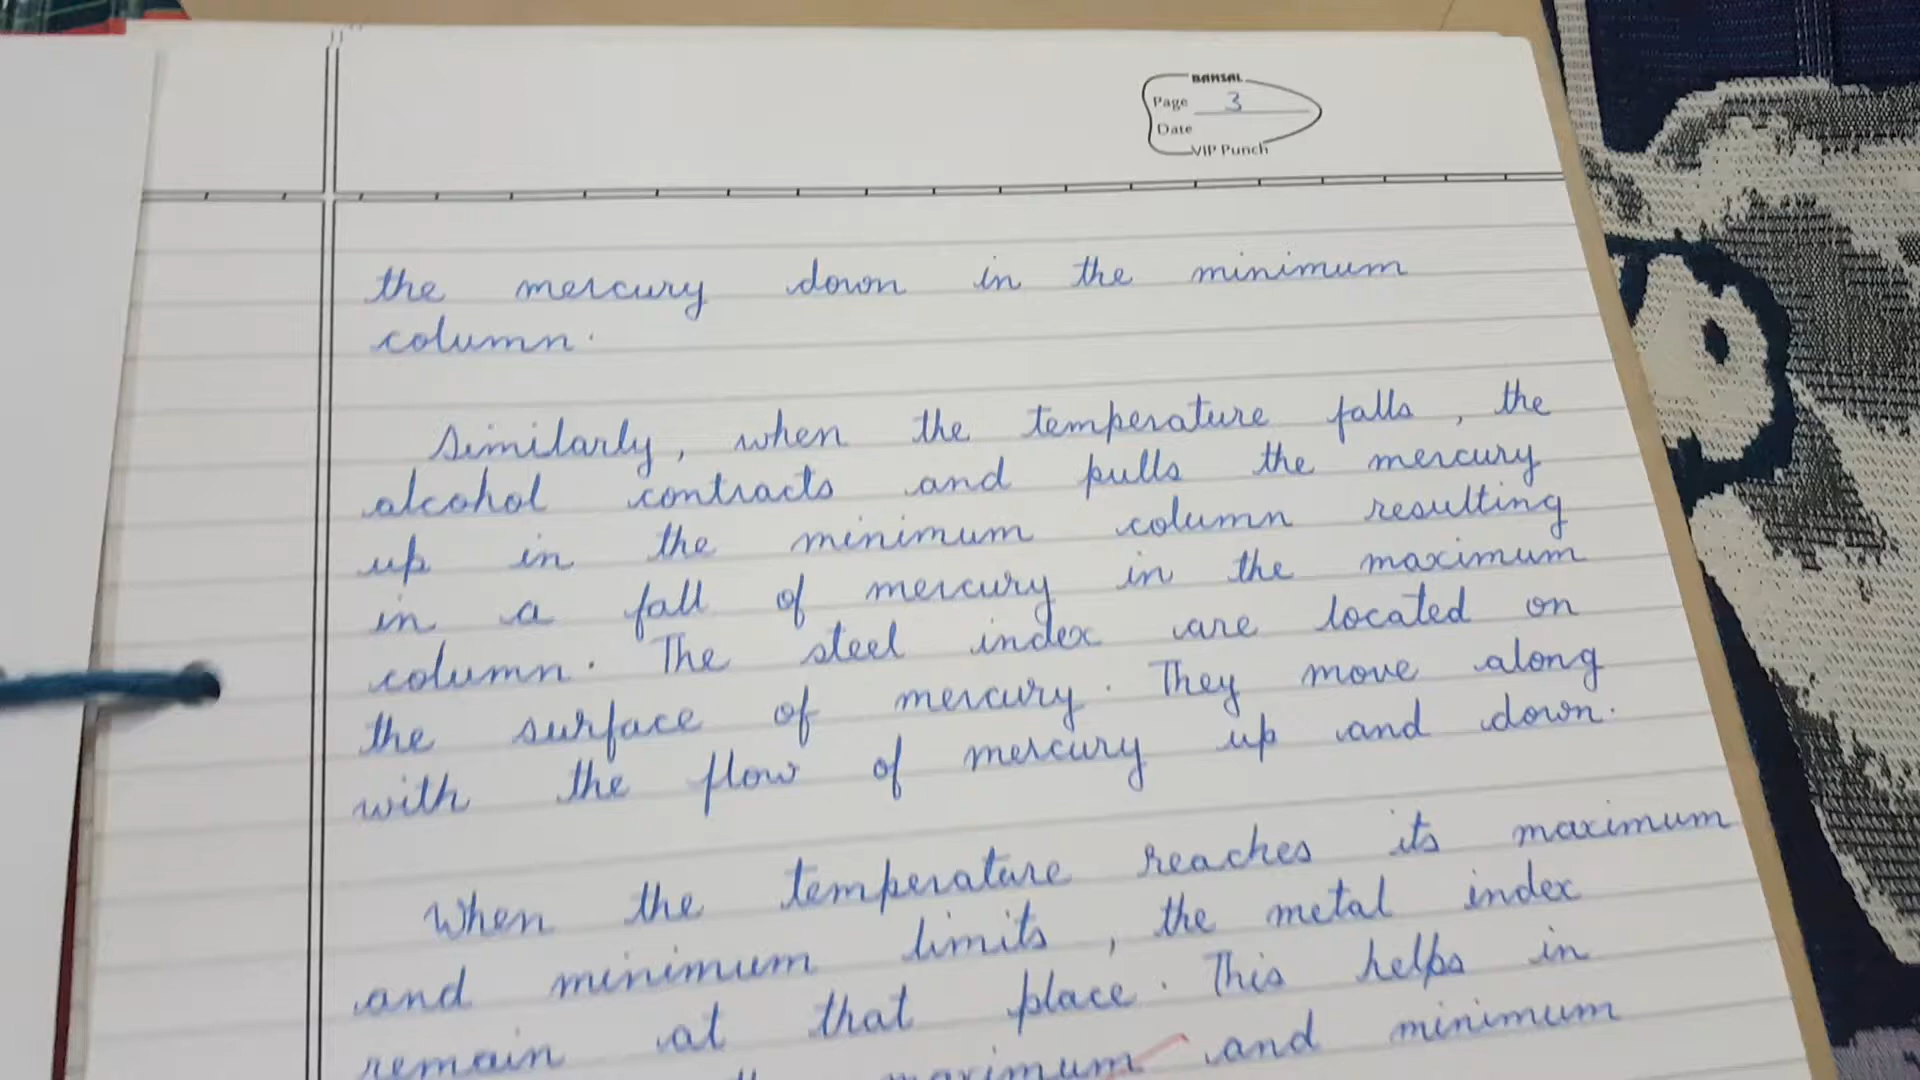 BANSAL
Page 3
Date
VIP Punch
the mercury down in the minimum
column.
Similarly, when the temperature falls, the
alcohol contracts and pulls the mercury
up in the minimum column resulting
in a fall of mercury in the maximum
column. The steel index are located on
the surface of mercury. They move along
with the flow of mercury up and down.
When the temperature reaches its maximum
and minimum limits, the metal index
remain at that place. This helps in
maximum and minimum